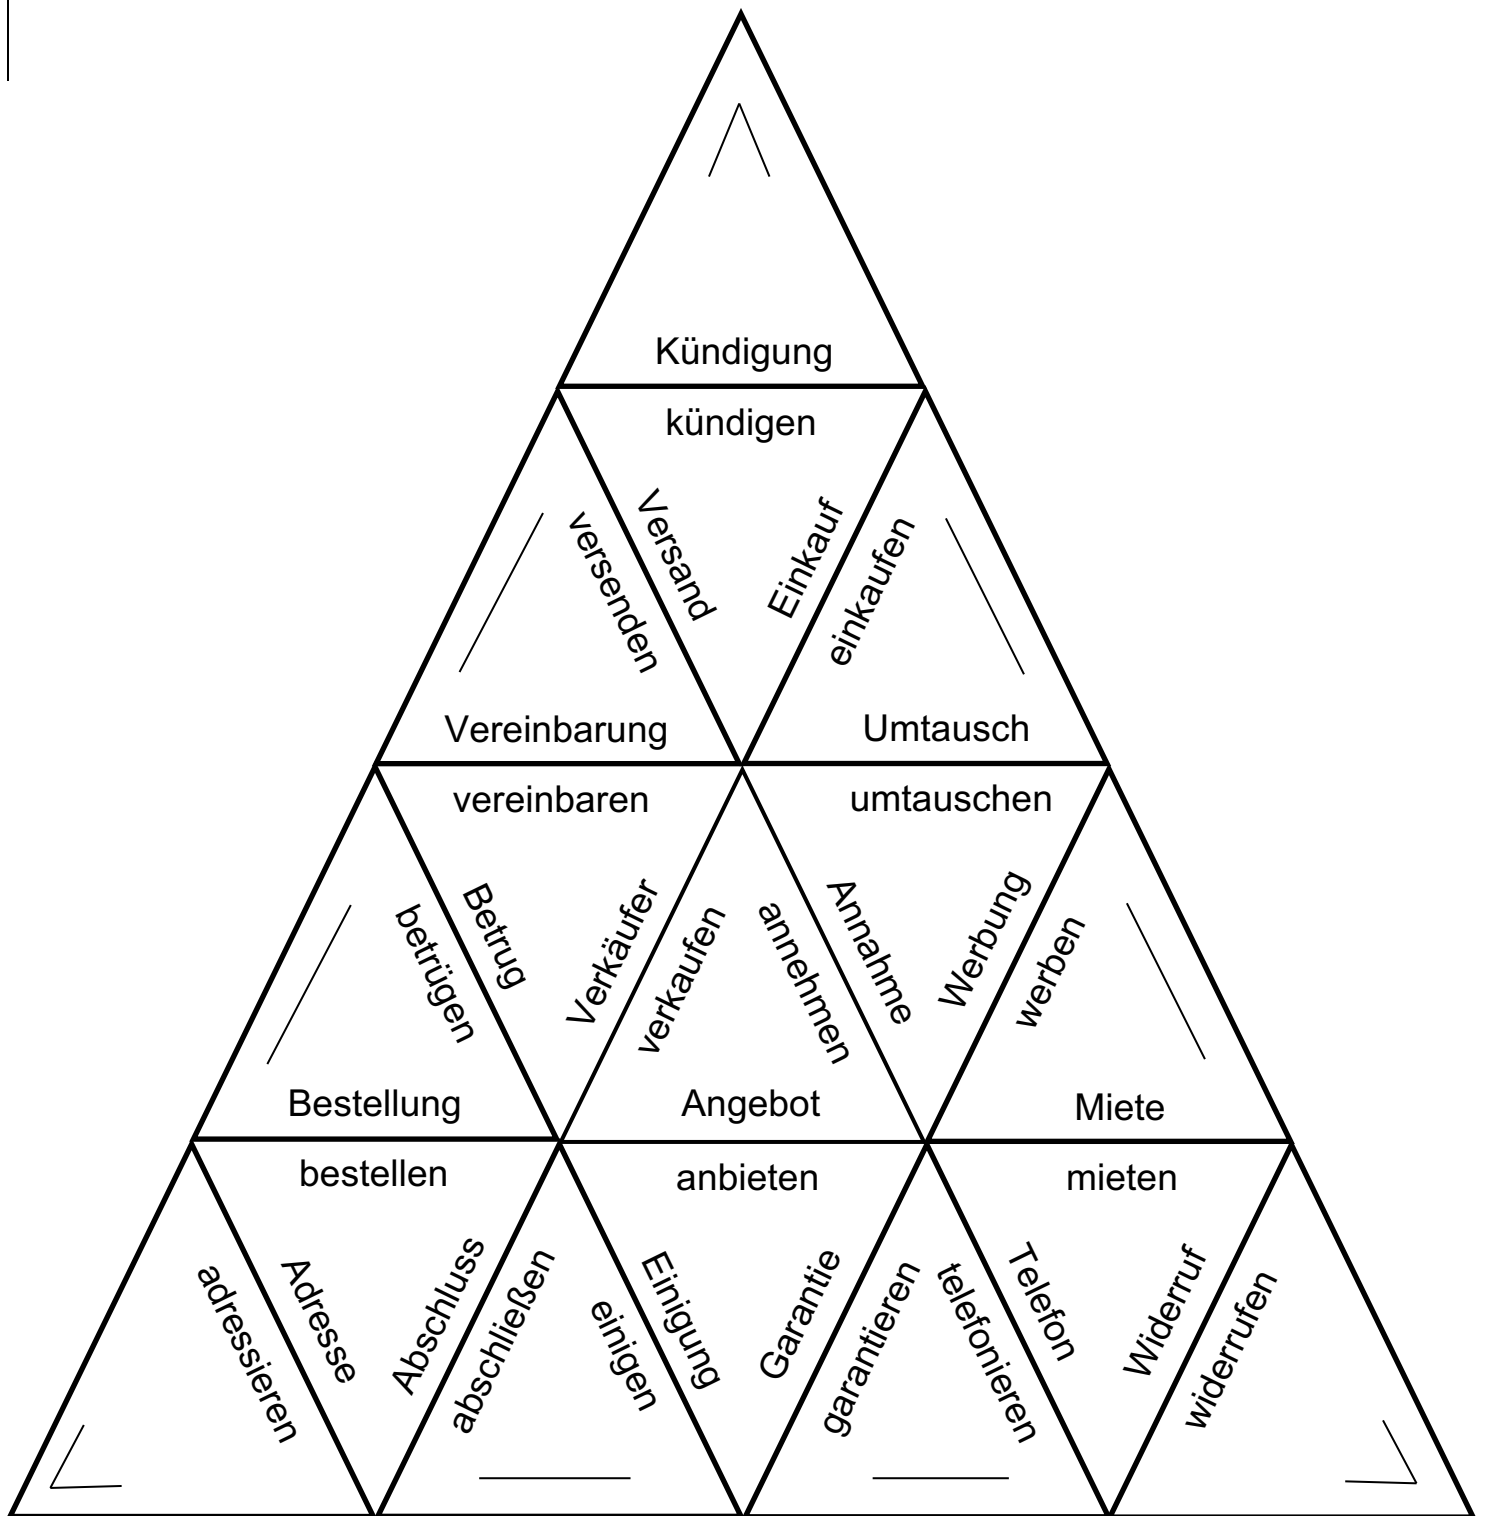 Kündigung
kündigen
versenden
Versand
Einkauf
einkaufen
Vereinbarung
Umtausch
vereinbaren
umtauschen
betrügen
Betrug
Verkäufer
verkaufen
annehmen
Annahme
Werbung
werben
Bestellung
Angebot
Miete
bestellen
anbieten
mieten
adressieren
Adresse
Abschluss
abschließen
einigen
Einigung
Garantie
garantieren
telefonieren
Telefon
Widerruf
widerrufen